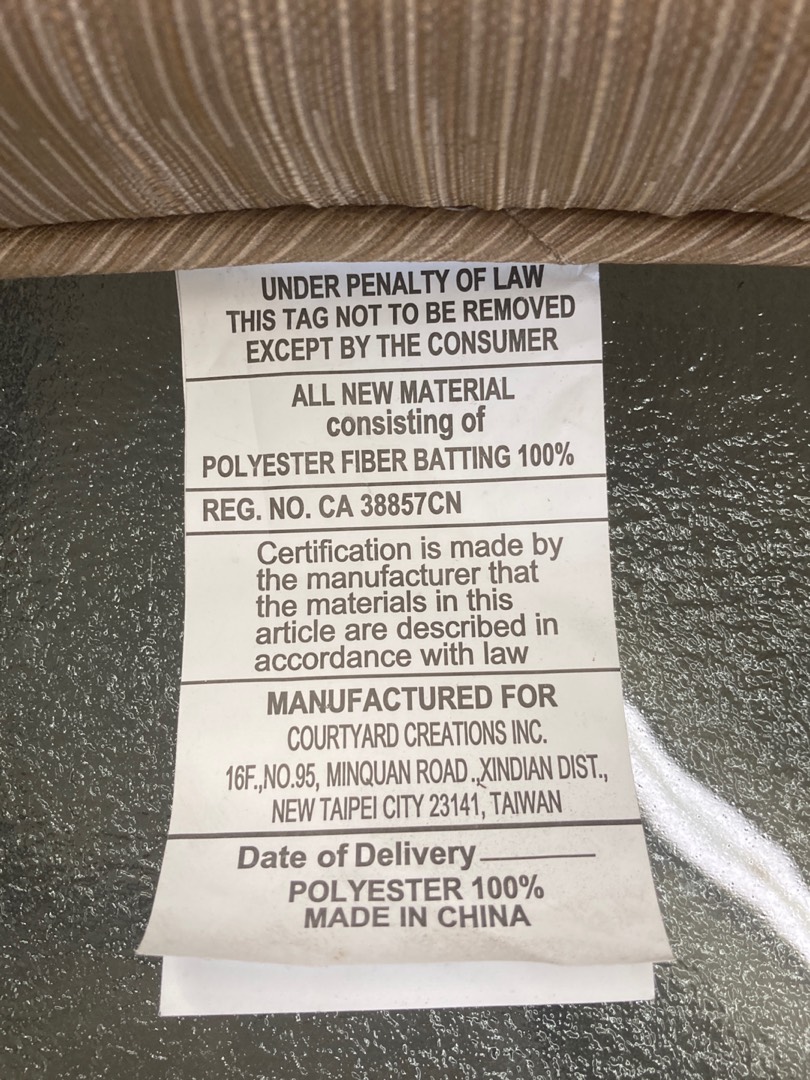 UNDER PENALTY OF LAW
THIS TAG NOT TO BE REMOVED
EXCEPT BY THE CONSUMER
ALL NEW MATERIAL
consisting of
POLYESTER FIBER BATTING 100%
REG. NO. CA 38857CN
Certification is made by
the manufacturer that
the materials in this
article are described in
accordance with law
MANUFACTURED FOR
COURTYARD CREATIONS INC.
16F.,NO.95, MINQUAN ROAD.,XINDIAN DIST.,
NEW TAIPEI CITY 23141, TAIWAN
Date of Delivery
POLYESTER 100%
MADE IN CHINA